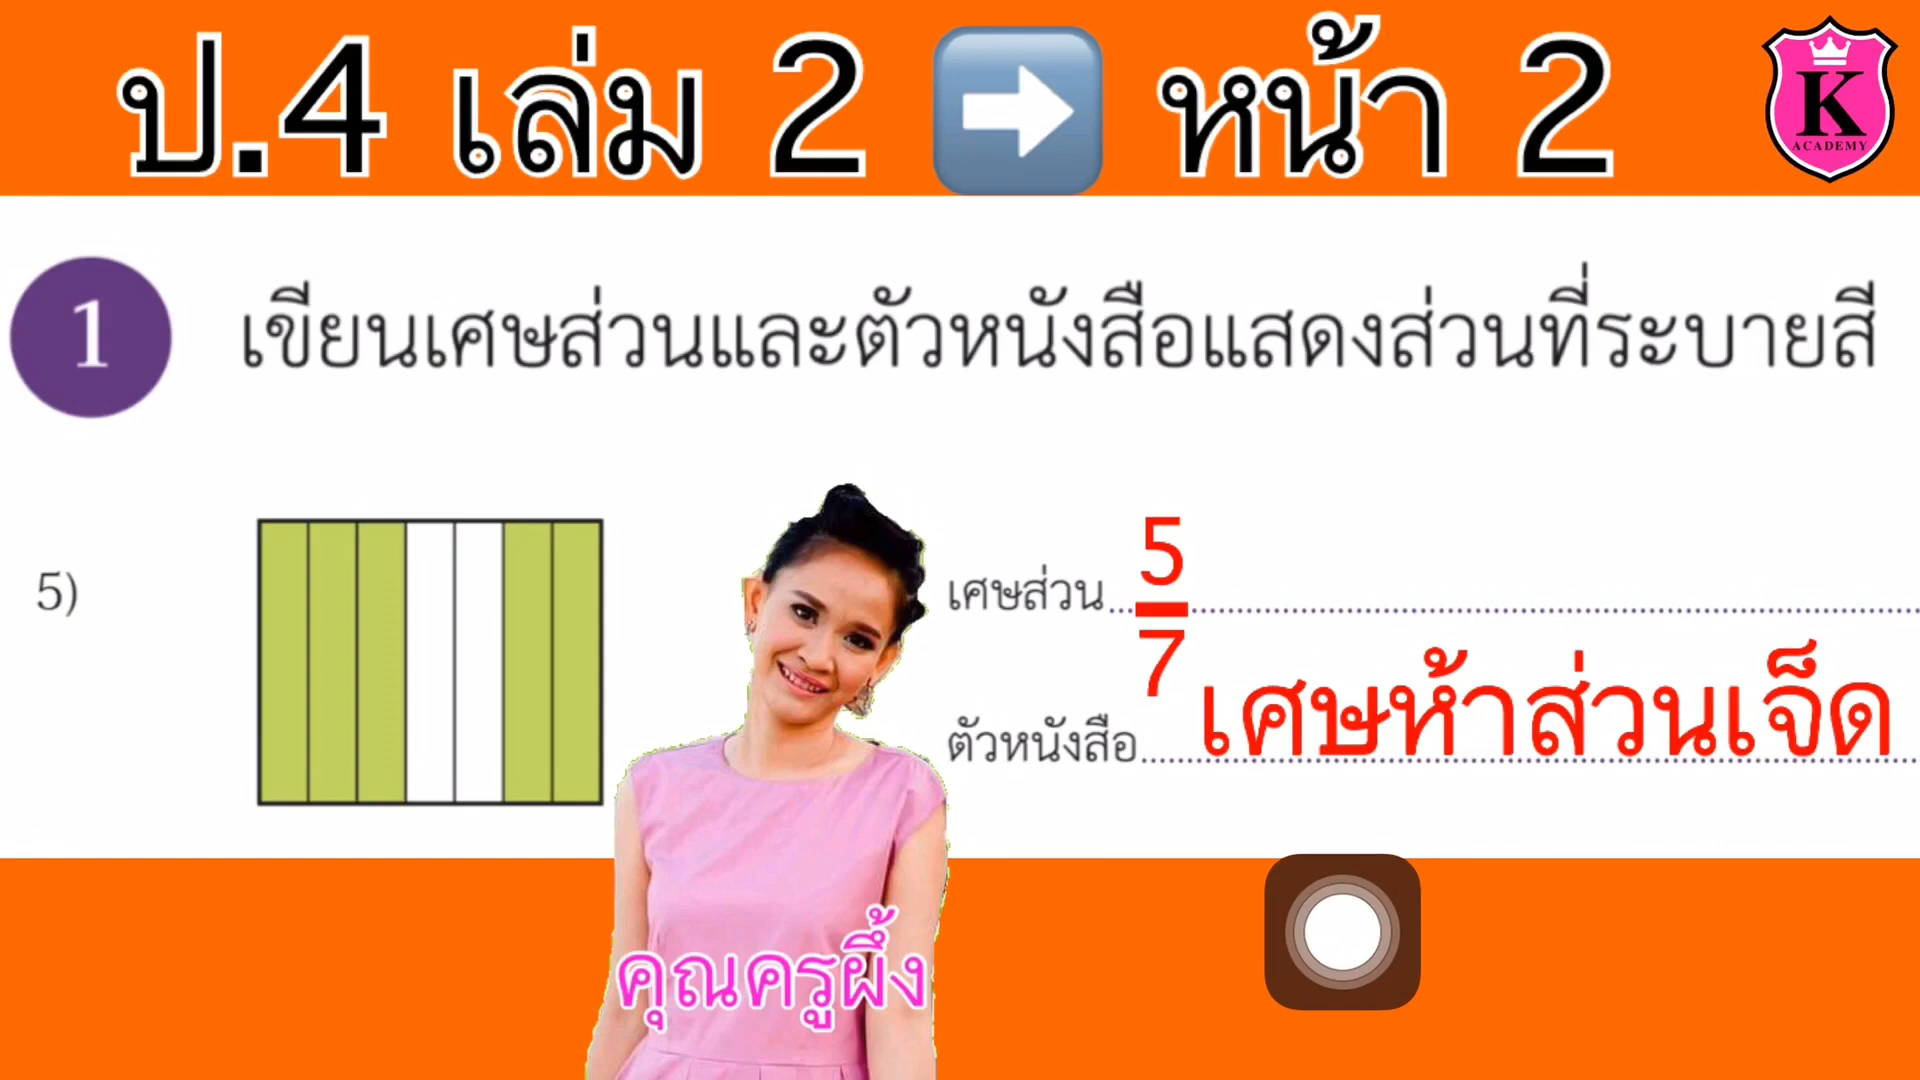 ป.4 เล่ม 2 ➡ หน้า 2
K
ACADEMY
1 เขียนเศษส่วนและตัวหนังสือแสดงส่วนที่ระบายสี
5)
เศษส่วน 5/7
ตัวหนังสือ เศษห้าส่วนเจ็ด
คุณครูผึ้ง